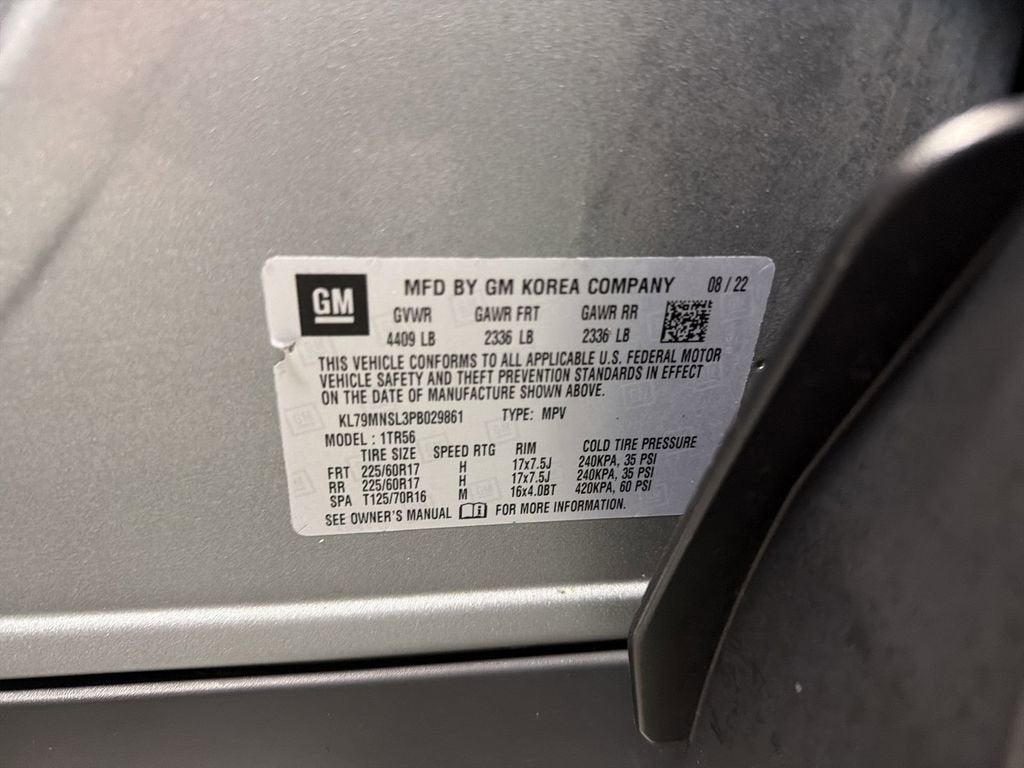 GM MFD BY GM KOREA COMPANY 08 / 22
GVWR GAWR FRT GAWR RR
4409 LB 2336 LB 2336 LB
THIS VEHICLE CONFORMS TO ALL APPLICABLE U.S. FEDERAL MOTOR
VEHICLE SAFETY AND THEFT PREVENTION STANDARDS IN EFFECT
ON THE DATE OF MANUFACTURE SHOWN ABOVE.
KL79MNSL3PB029861 TYPE: MPV
MODEL : 1TR56
TIRE SIZE SPEED RTG RIM COLD TIRE PRESSURE
FRT 225/60R17 H 17x7.5J 240KPA, 35 PSI
RR 225/60R17 H 17x7.5J 240KPA, 35 PSI
SPA T125/70R16 M 16x4.0BT 420KPA, 60 PSI
SEE OWNER'S MANUAL FOR MORE INFORMATION.